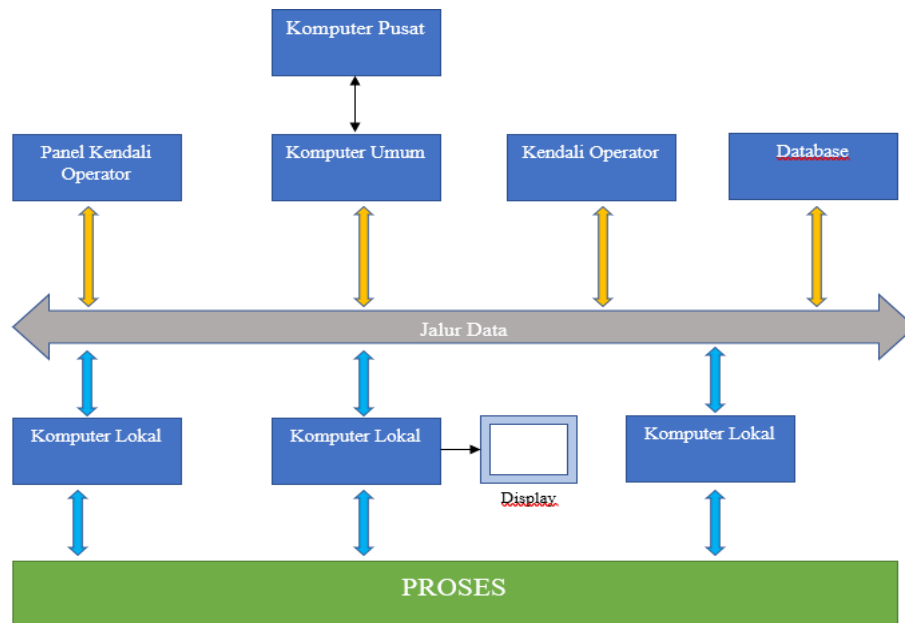 Komputer Pusat
Panel Kendali
Operator
Komputer Umum
Kendali Operator
Database
Jalur Data
Komputer Lokal
Komputer Lokal
Komputer Lokal
Display
PROSES